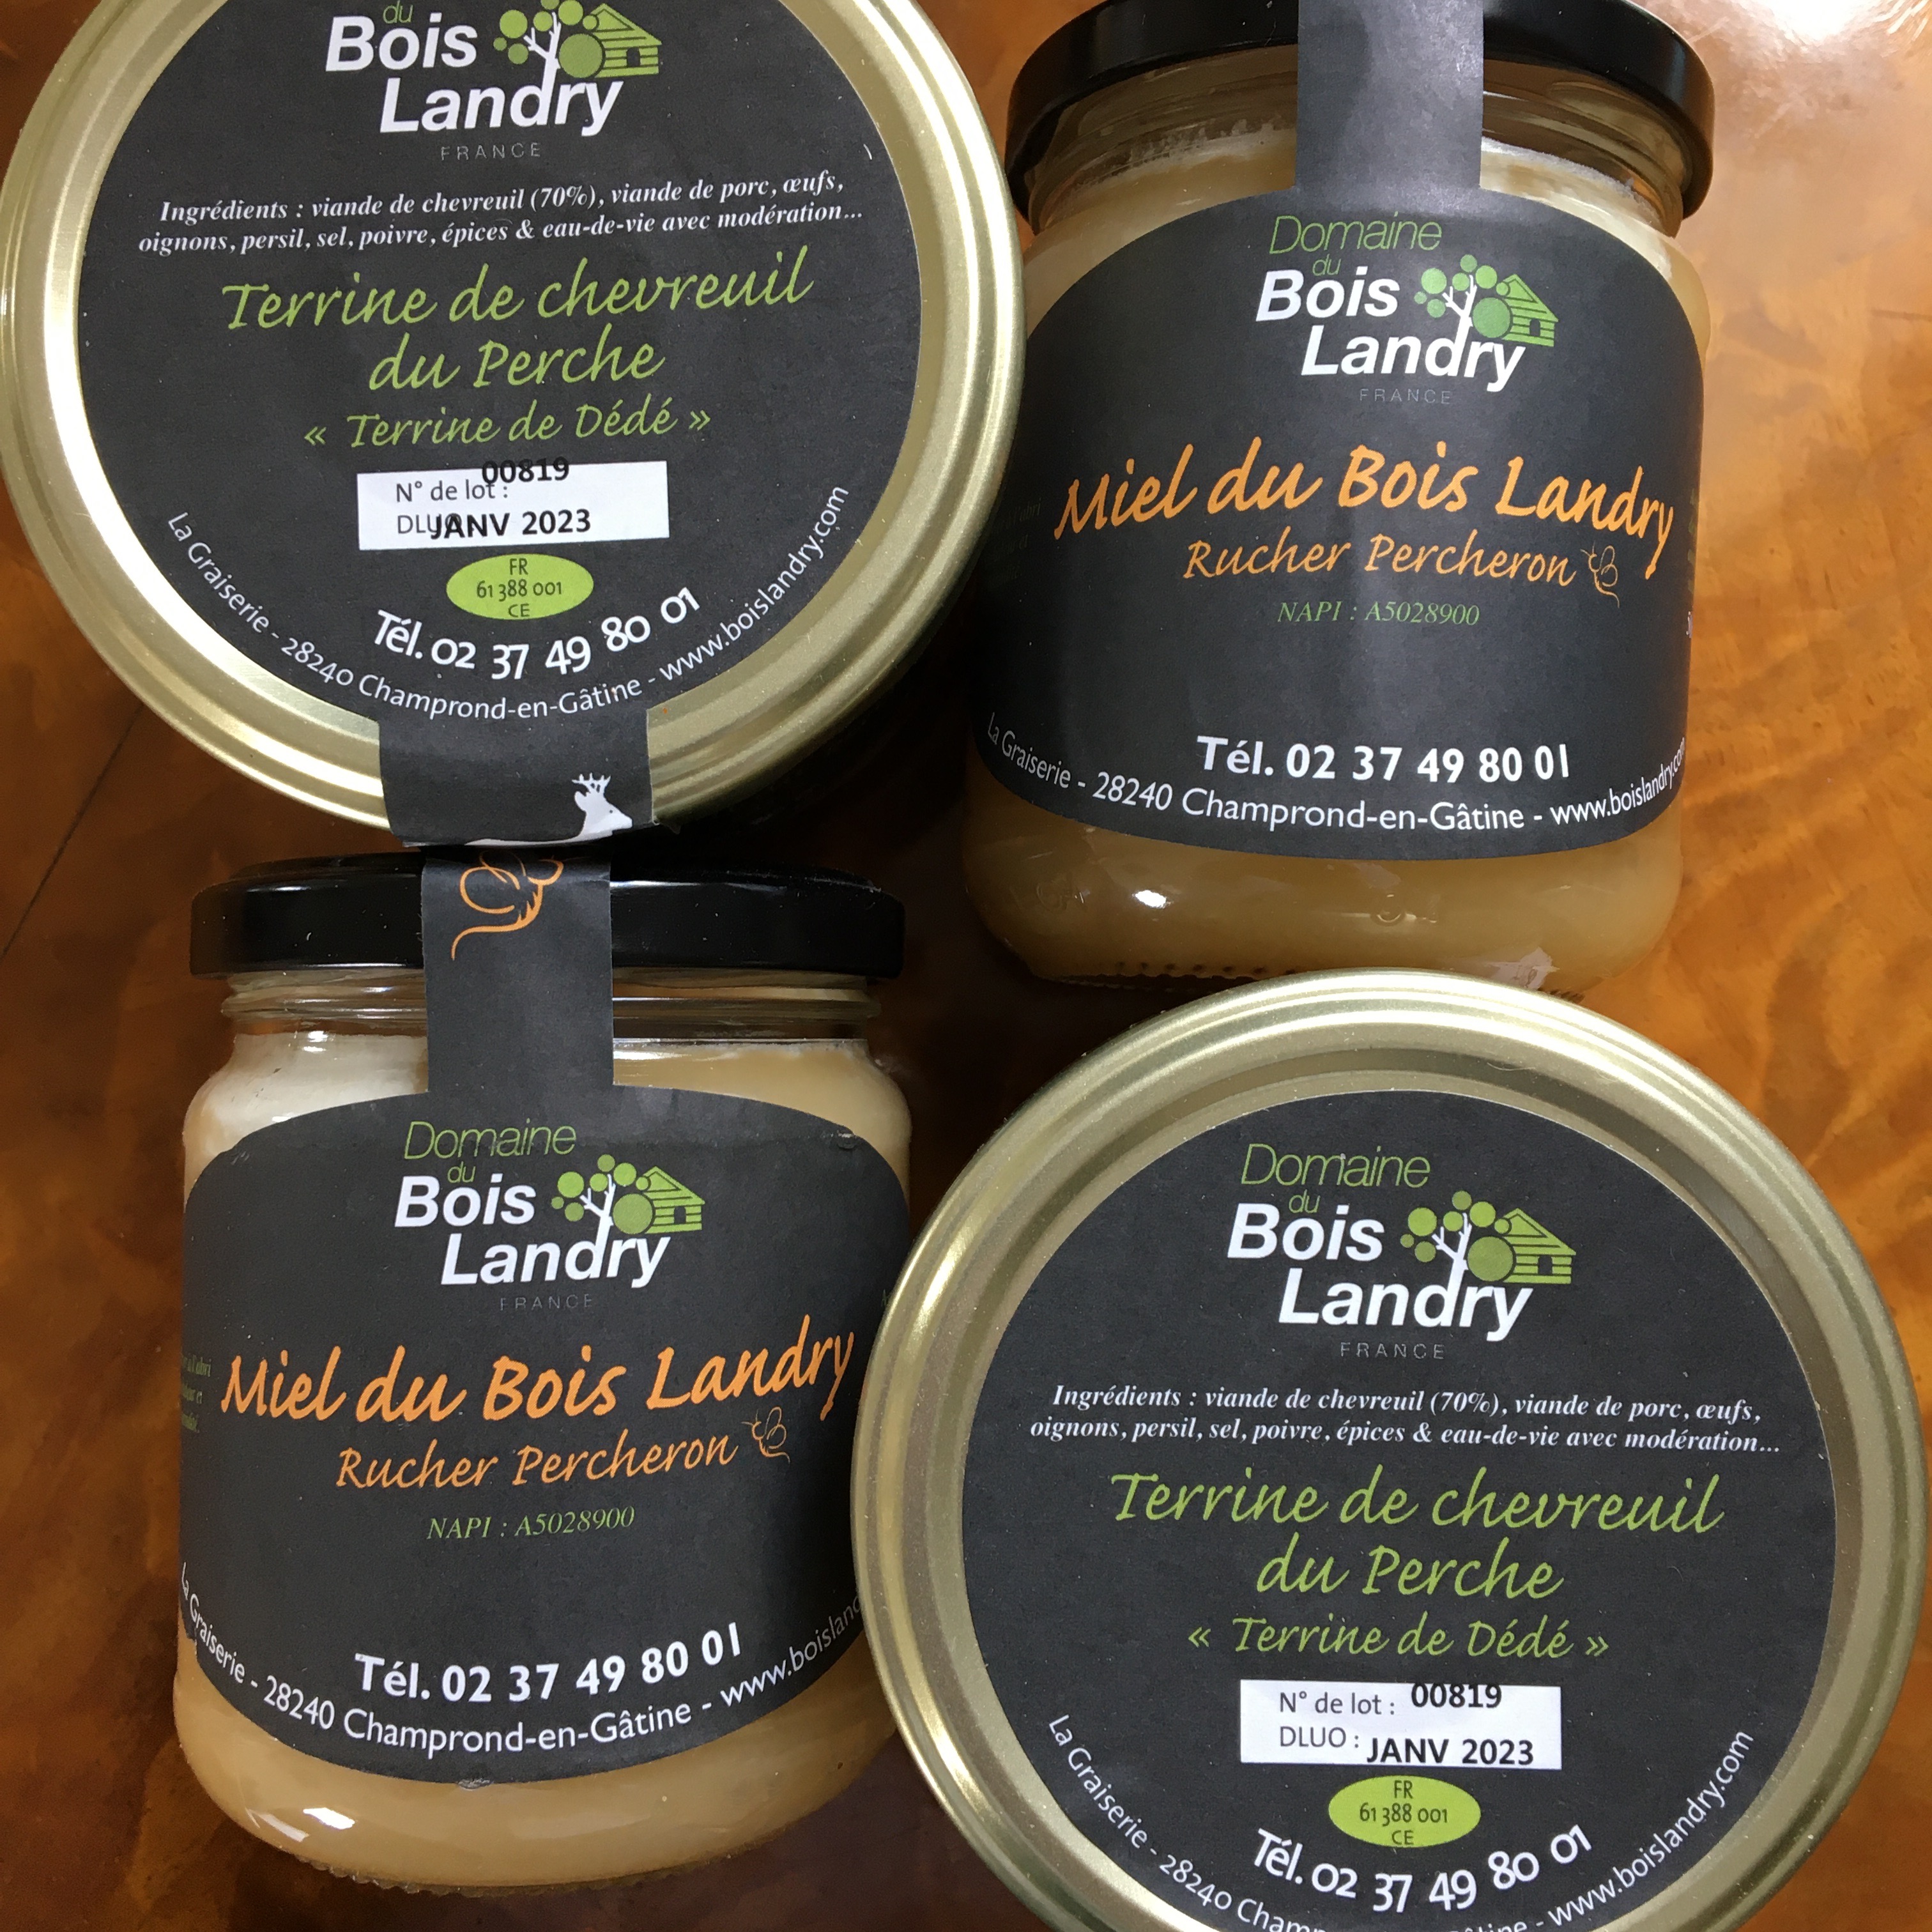 du
Bois
Landry
FRANCE
Ingrédients : viande de chevreuil (70%), viande de porc, œufs,
oignons, persil, sel, poivre, épices & eau-de-vie avec modération...
Terrine de chevreuil
du Perche
« Terrine de Dédé »
00819
N° de lot :
DLUO
JANV 2023
FR
61 388 001
CE
Tél. 02 37 49 80 01
La Graiserie - 28240 Champrond-en-Gâtine - www.boislandry.com
Domaine
du
Bois
Landry
FRANCE
Miel du Bois Landry
Rucher Percheron
NAPI : A5028900
Tél. 02 37 49 80 01
La Graiserie - 28240 Champrond-en-Gâtine - www.boislandry.com
Domaine
du
Bois
Landry
FRANCE
Miel du Bois Landry
Rucher Percheron
NAPI : A5028900
Tél. 02 37 49 80 01
La Graiserie - 28240 Champrond-en-Gâtine - www.boisland
Domaine
du
Bois
Landry
FRANCE
Ingrédients : viande de chevreuil (70%), viande de porc, œufs,
oignons, persil, sel, poivre, épices & eau-de-vie avec modération...
Terrine de chevreuil
du Perche
« Terrine de Dédé »
N° de lot : 00819
DLUO : JANV 2023
FR
61 388 001
CE
Tél. 02 37 49 80 01
La Graiserie - 28240 Champ www.boislandry.com